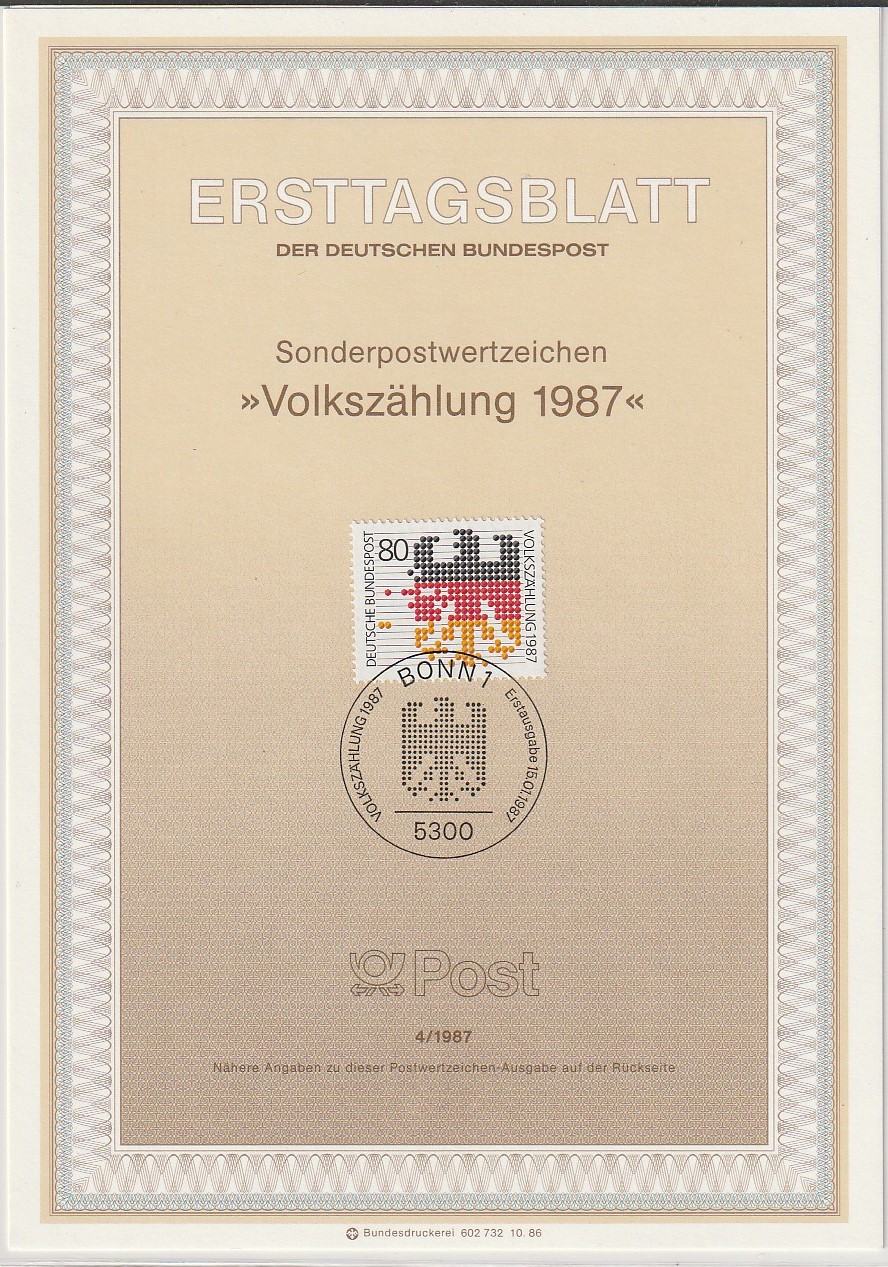 ERSTTAGSBLATT
DER DEUTSCHEN BUNDESPOST
Sonderpostwertzeichen
»Volkszählung 1987«
DEUTSCHE BUNDESPOST
80
VOLKSZÄHLUNG 1987
BONN 1
VOLKSZÄHLUNG 1987
Erstausgabe 15.01.1987
5300
Post
4/1987
Nähere Angaben zu dieser Postwertzeichen-Ausgabe auf der Rückseite
Bundesdruckerei 602 732 10. 86